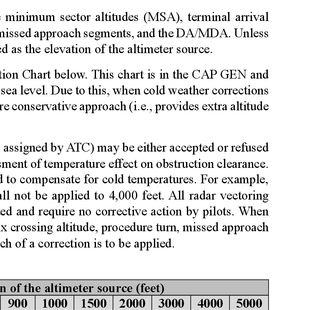 minimum sector altitudes (MSA), terminal arrival
missed approach segments, and the DA/MDA. Unless
d as the elevation of the altimeter source.
tion Chart below. This chart is in the CAP GEN and
sea level. Due to this, when cold weather corrections
re conservative approach (i.e., provides extra altitude
assigned by ATC) may be either accepted or refused
sment of temperature effect on obstruction clearance.
d to compensate for cold temperatures. For example,
all not be applied to 4,000 feet. All radar vectoring
ed and require no corrective action by pilots. When
x crossing altitude, procedure turn, missed approach
ch of a correction is to be applied.
n of the altimeter source (feet)
900 1000 1500 2000 3000 4000 5000